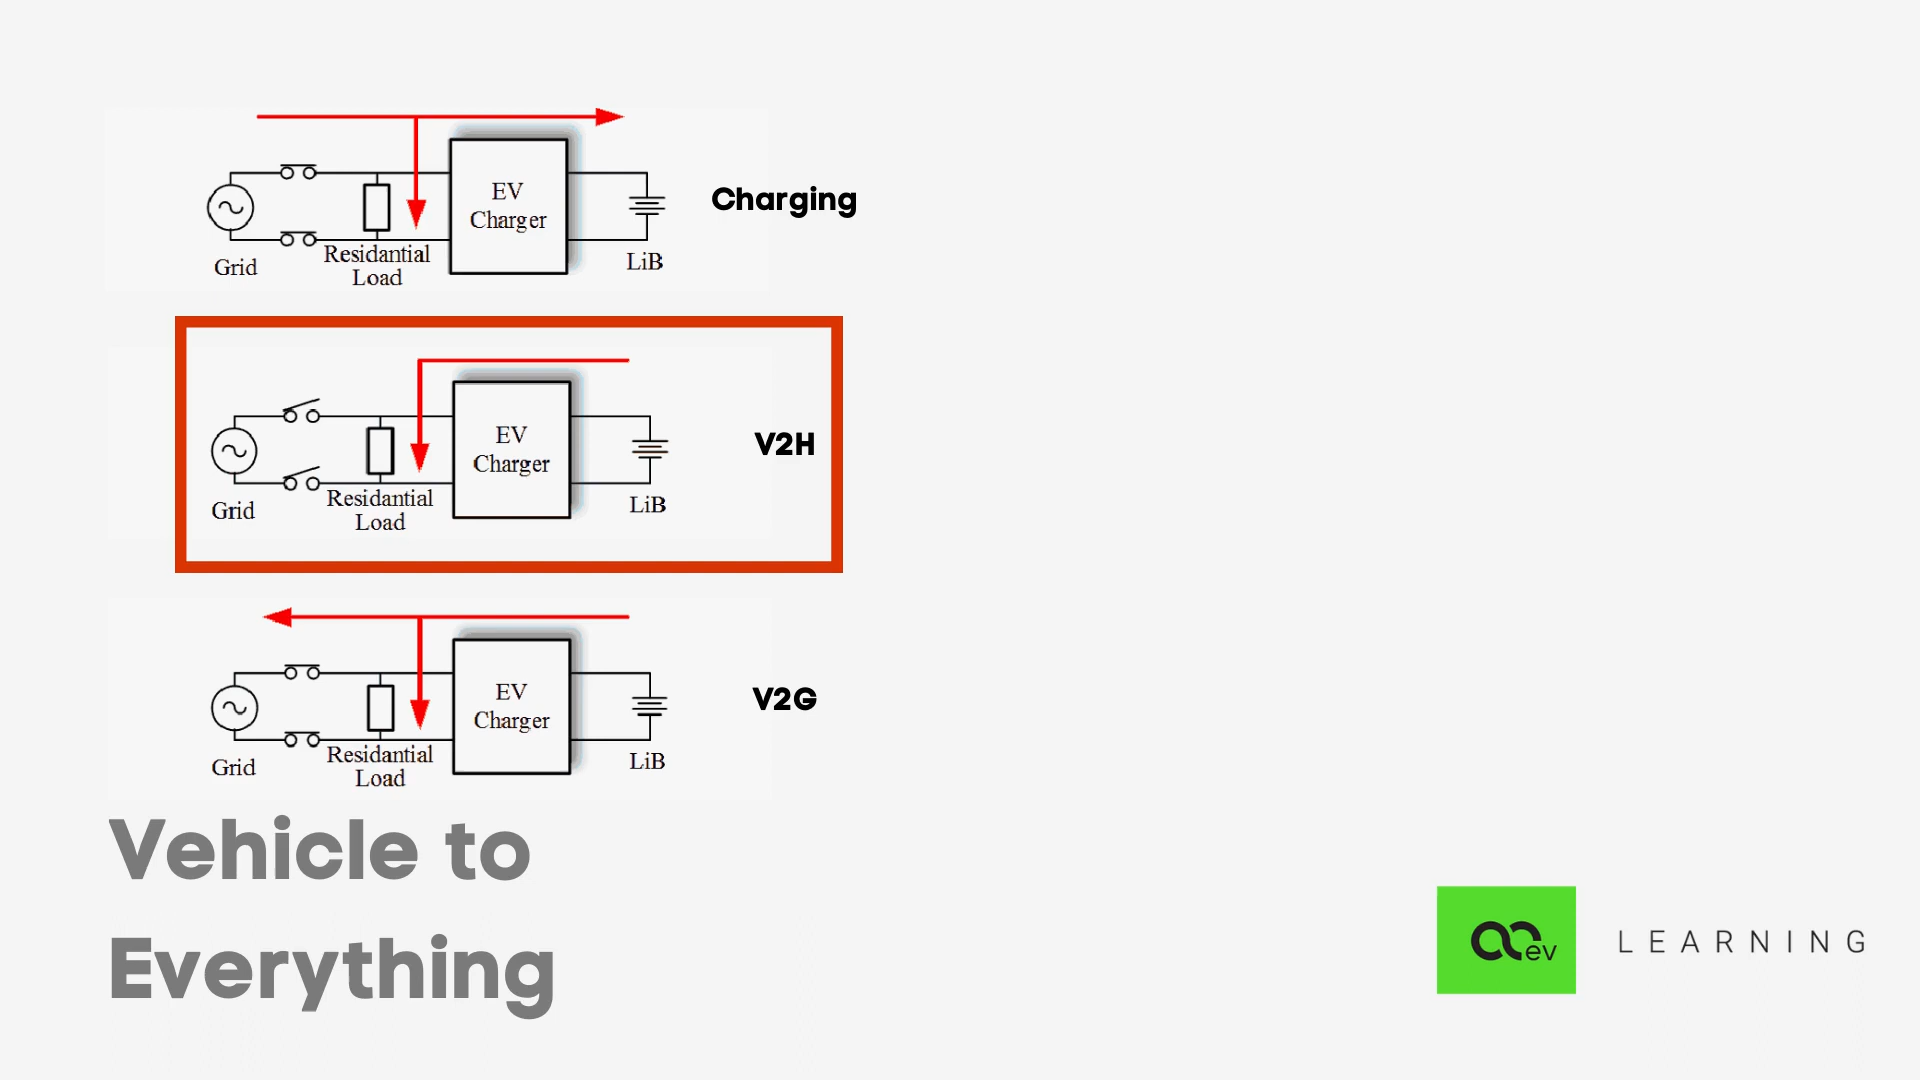 EV
Charger
Charging
Residantial
Load
Grid
LiB
EV
Charger
V2H
Residantial
Load
Grid
LiB
EV
Charger
V2G
Residantial
Load
Grid
LiB
Vehicle to
Everything
ev
LEARNING